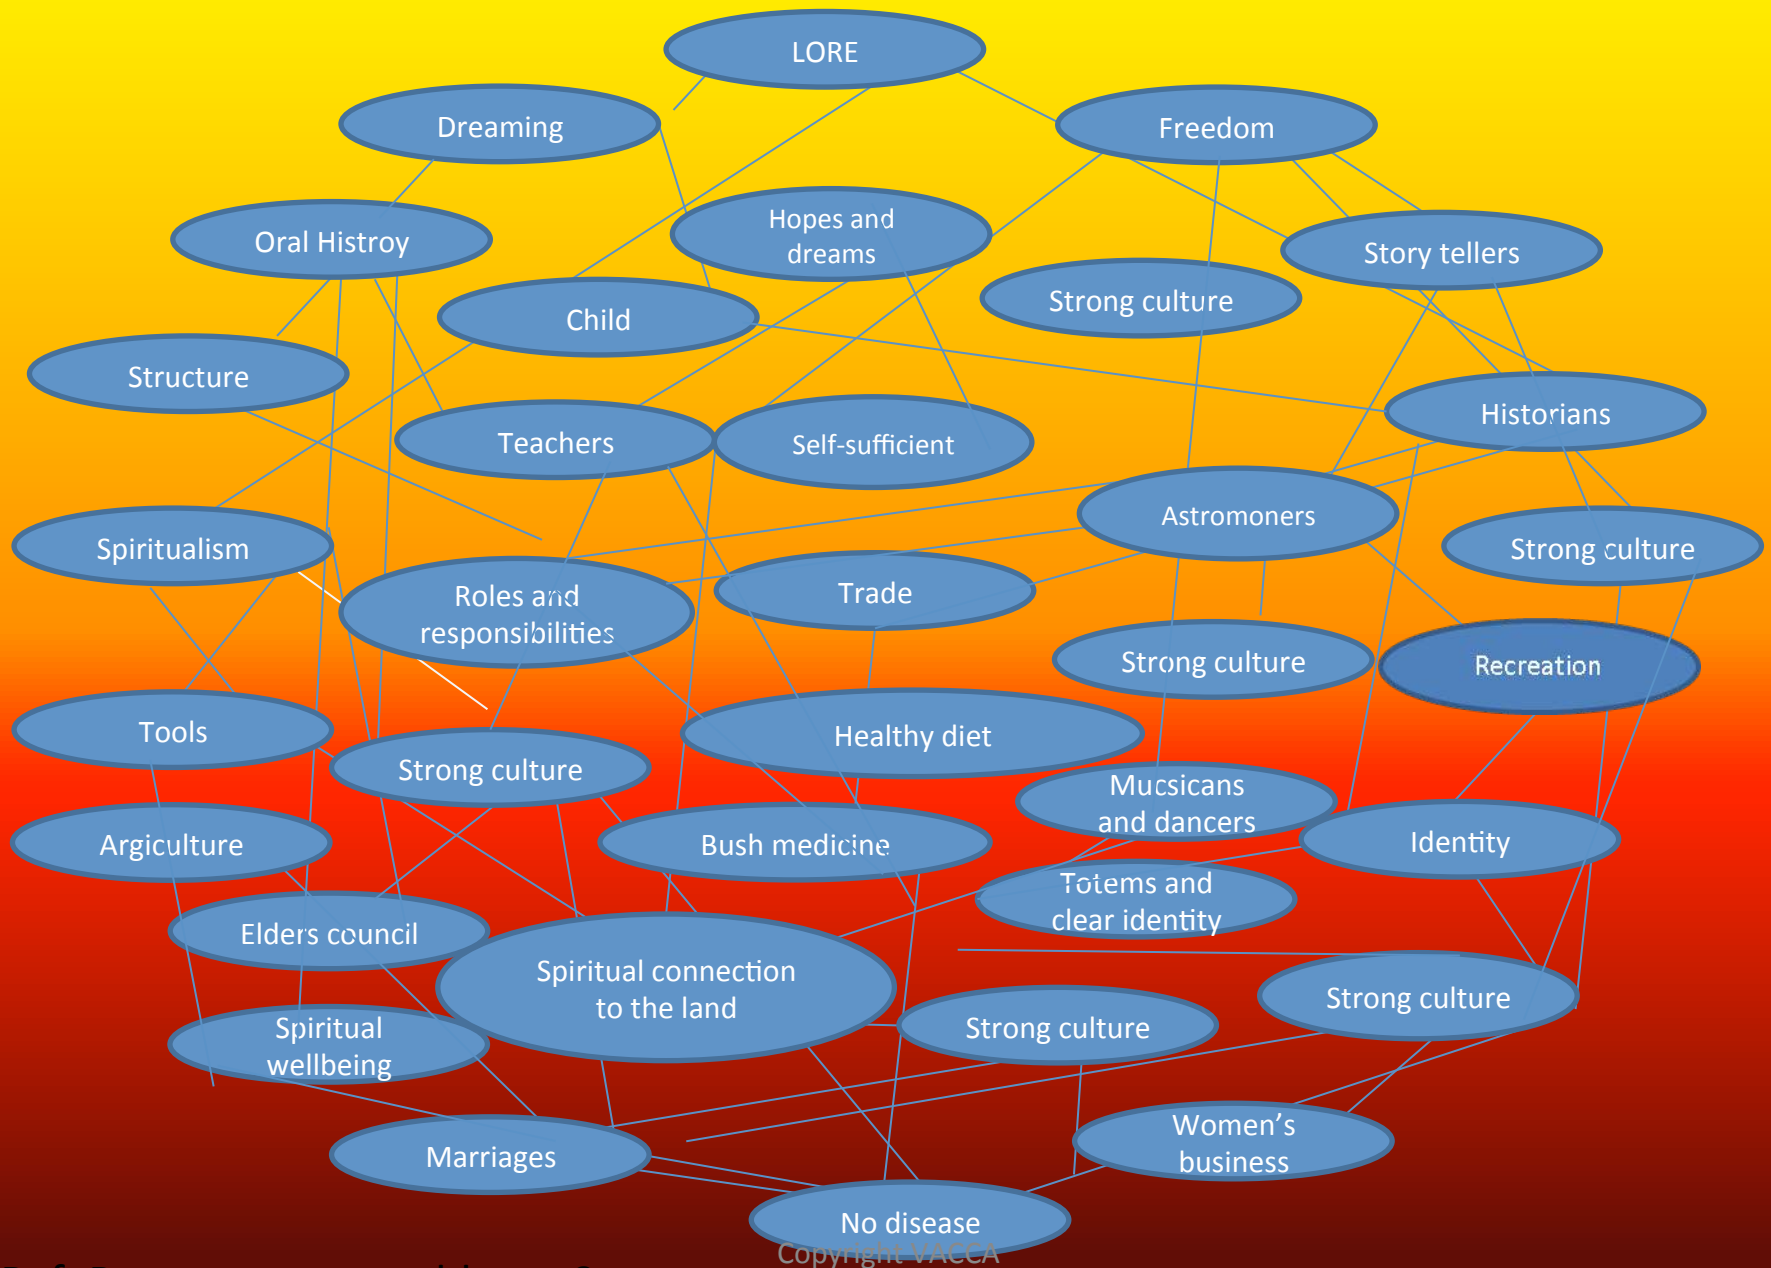 LORE
Dreaming
Freedom
Hopes and
dreams
Oral Histroy
Story tellers
Strong culture
Child
Structure
Historians
Teachers
Self-sufficient
Astromoners
Spiritualism
Strong culture
Roles and
responsibilities
Trade
Strong culture
Recreation
Tools
Healthy diet
Strong culture
Mucsicans
and dancers
Argiculture
Bush medicine
Identity
Totems and
clear identity
Elders council
Spiritual connection
to the land
Strong culture
Strong culture
Spiritual
wellbeing
Women’s
business
Marriages
No disease
Copyright VACCA